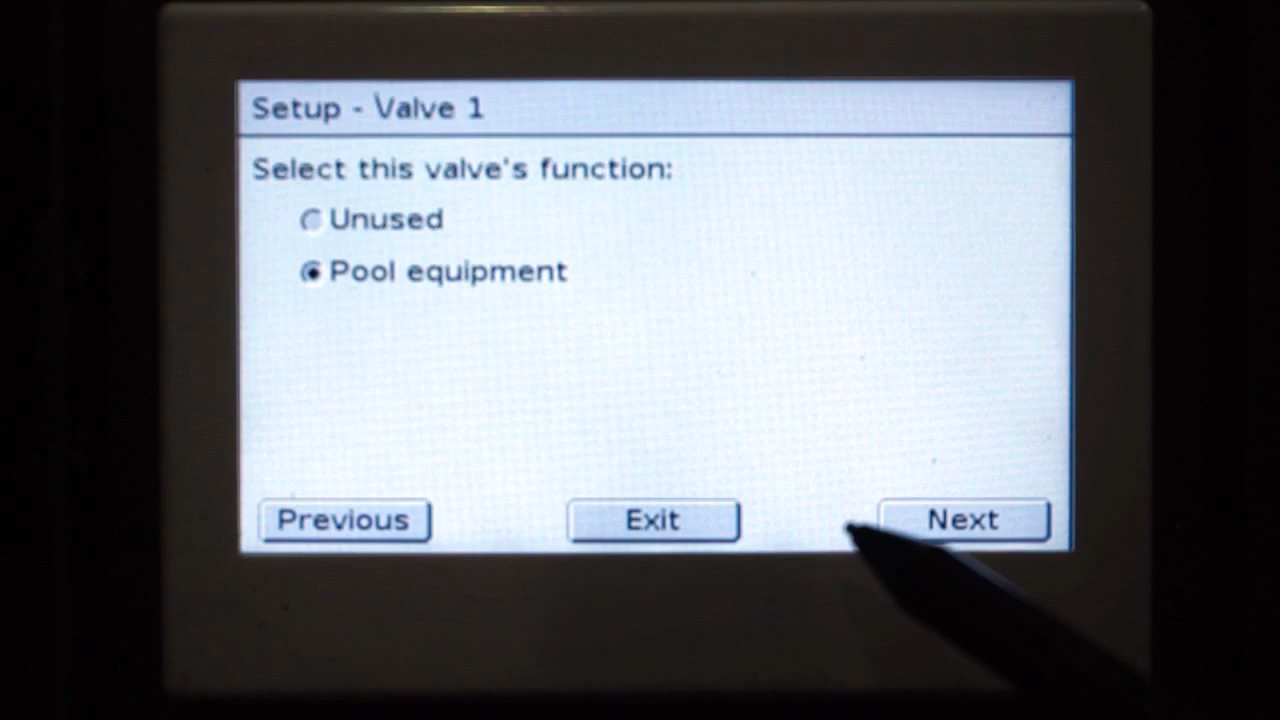 Setup - Valve 1
Select this valve's function:
Unused
Pool equipment
Previous
Exit
Next